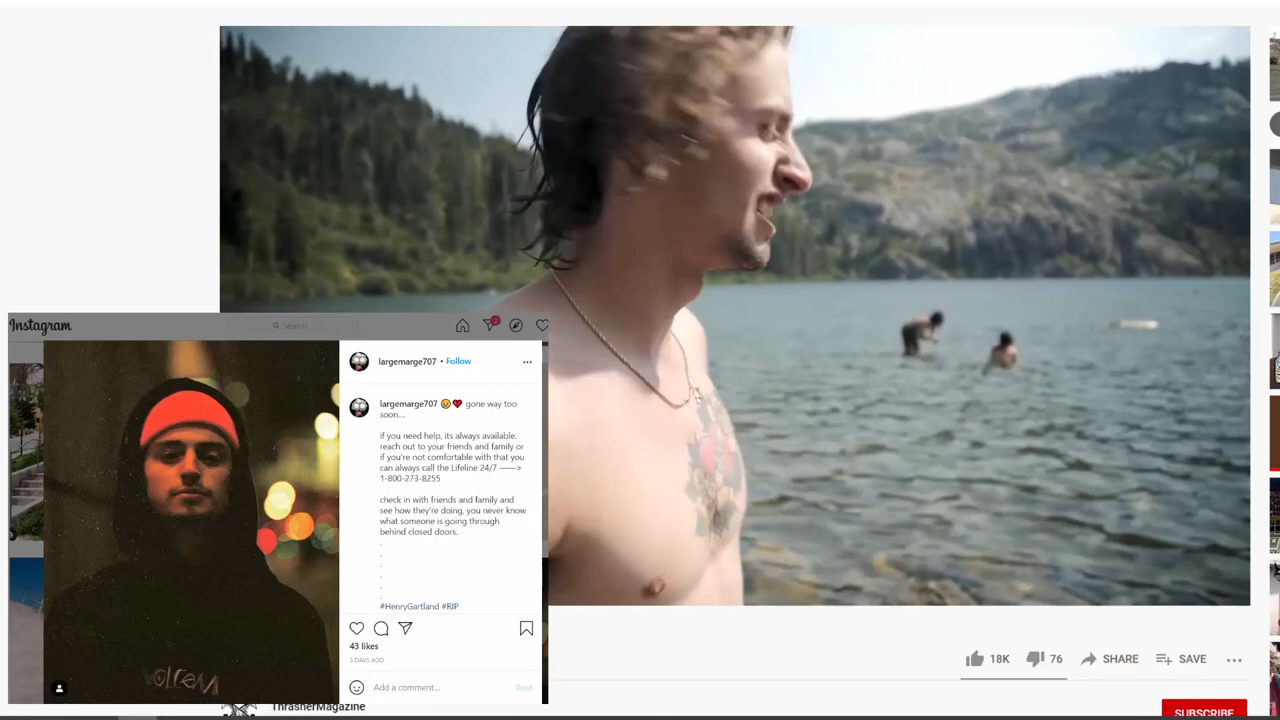 Instagram
Search
2
largemarge707 • Follow
largemarge707 😖💔 gone way too
soon....
if you need help, its always available.
reach out to your friends and family or
if you're not comfortable with that you
can always call the Lifeline 24/7 ——>
1-800-273-8255
check in with friends and family and
see how they're doing, you never know
what someone is going through
behind closed doors.
.
.
.
.
.
.
#HenryGartland #RIP
43 likes
3 DAYS AGO
Add a comment...
Post
VOLCOM
18K
76
SHARE
SAVE
ThrasherMagazine
SUBSCRIBE